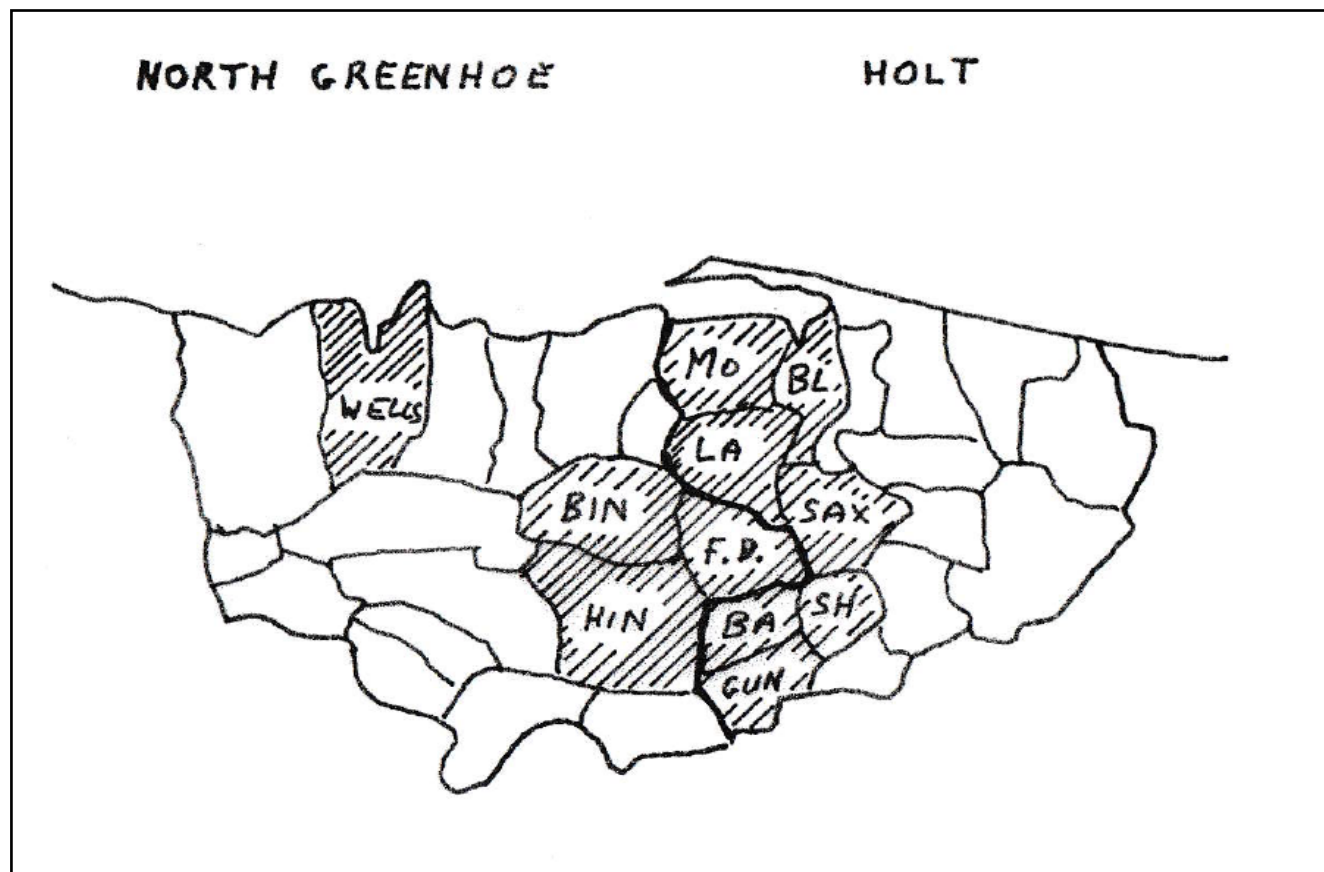 NORTH GREENHOE
HOLT
WELLS
MO
BL
LA
BIN
SAX
F.D.
HIN
BA
SH
GUN